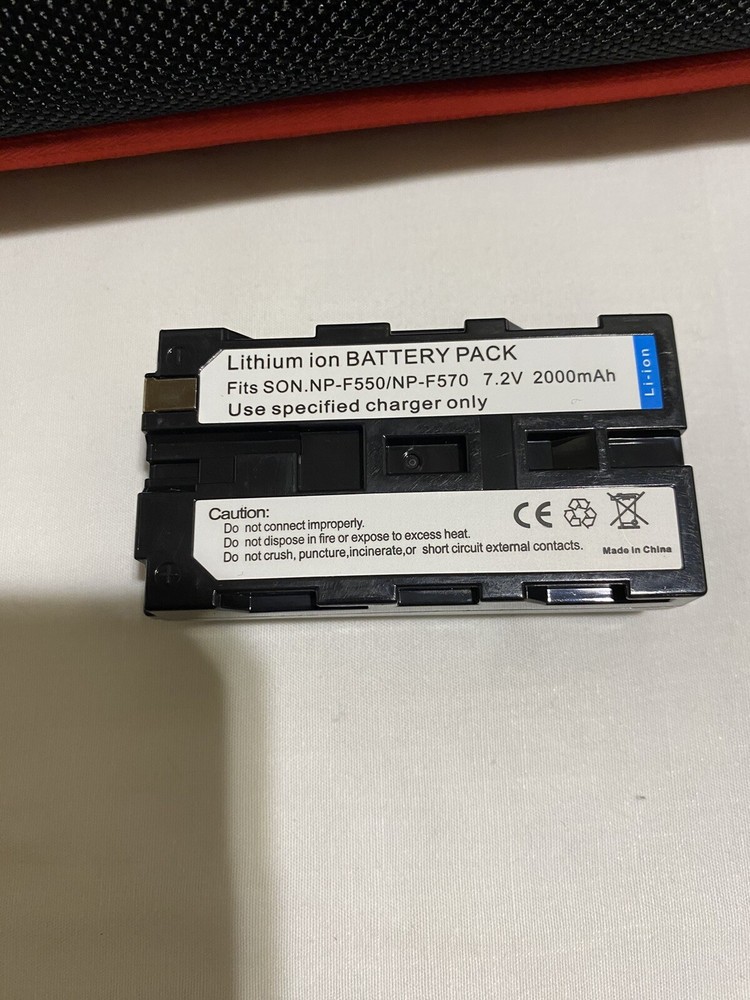 Lithium ion BATTERY PACK
Fits SON.NP-F550/NP-F570 7.2V 2000mAh
Use specified charger only
Li-ion
Caution:
Do not connect improperly.
Do not dispose in fire or expose to excess heat.
Do not crush, puncture,incinerate,or short circuit external contacts.
CE
Made in China